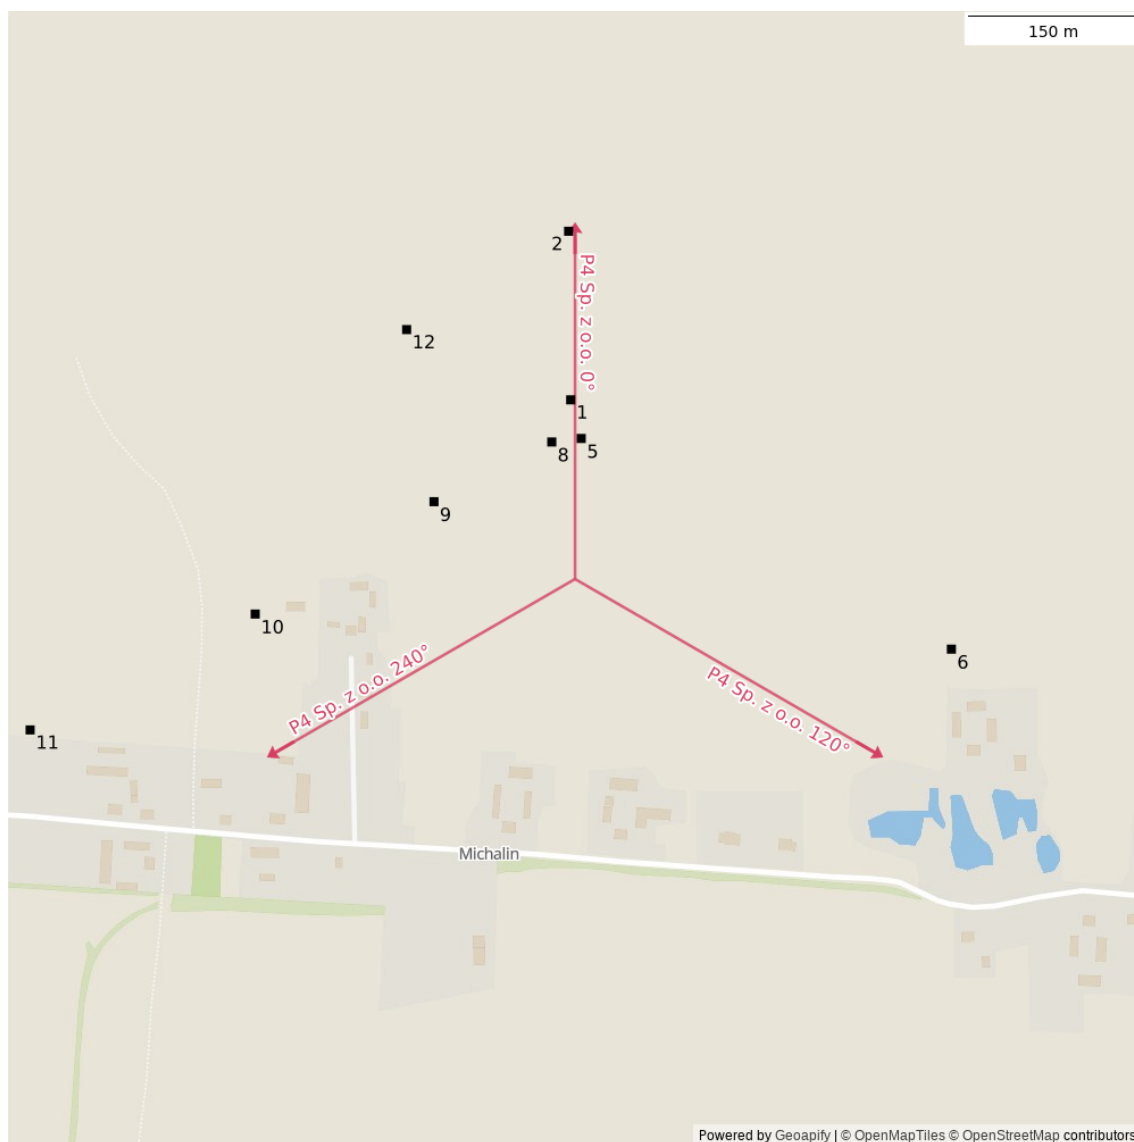 150 m
2
P4 Sp. z o.o. 0°
12
1
5
8
9
10
P4 Sp. z o.o. 240°
P4 Sp. z o.o. 120°
6
11
Michalin
Powered by Geoapify | © OpenMapTiles © OpenStreetMap contributors